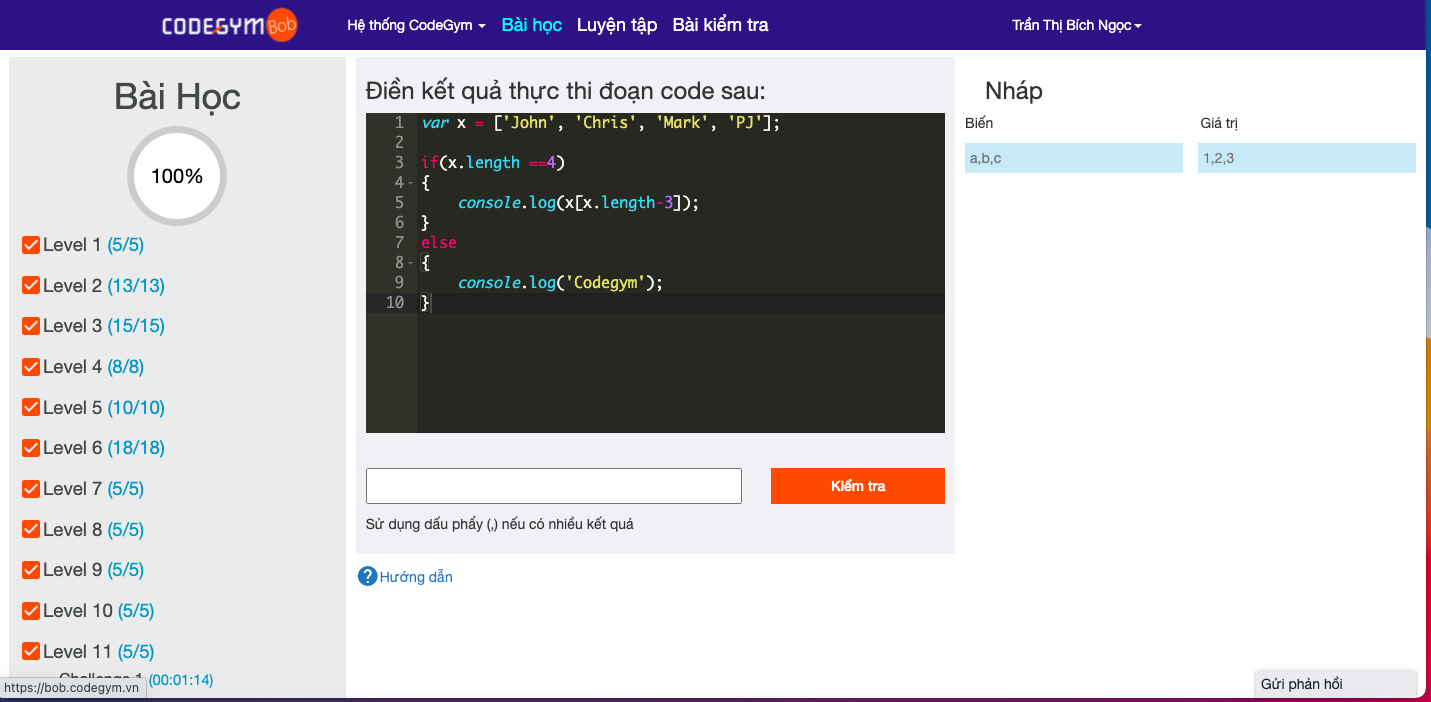 CODEGYM Bob
Hệ thống CodeGym
Bài học
Luyện tập
Bài kiểm tra
Trần Thị Bích Ngọc
Bài Học
100%
Level 1 (5/5)
Level 2 (13/13)
Level 3 (15/15)
Level 4 (8/8)
Level 5 (10/10)
Level 6 (18/18)
Level 7 (5/5)
Level 8 (5/5)
Level 9 (5/5)
Level 10 (5/5)
Level 11 (5/5)
Challenge 1 (00:01:14)
https://bob.codegym.vn
Điền kết quả thực thi đoạn code sau:
1 var x = ['John', 'Chris', 'Mark', 'PJ'];
2
3 if(x.length ==4)
4 {
5 console.log(x[x.length-3]);
6 }
7 else
8 {
9 console.log('Codegym');
10 }
Kiểm tra
Sử dụng dấu phẩy (,) nếu có nhiều kết quả
? Hướng dẫn
Nháp
Biến Giá trị
a,b,c 1,2,3
Gửi phản hồi